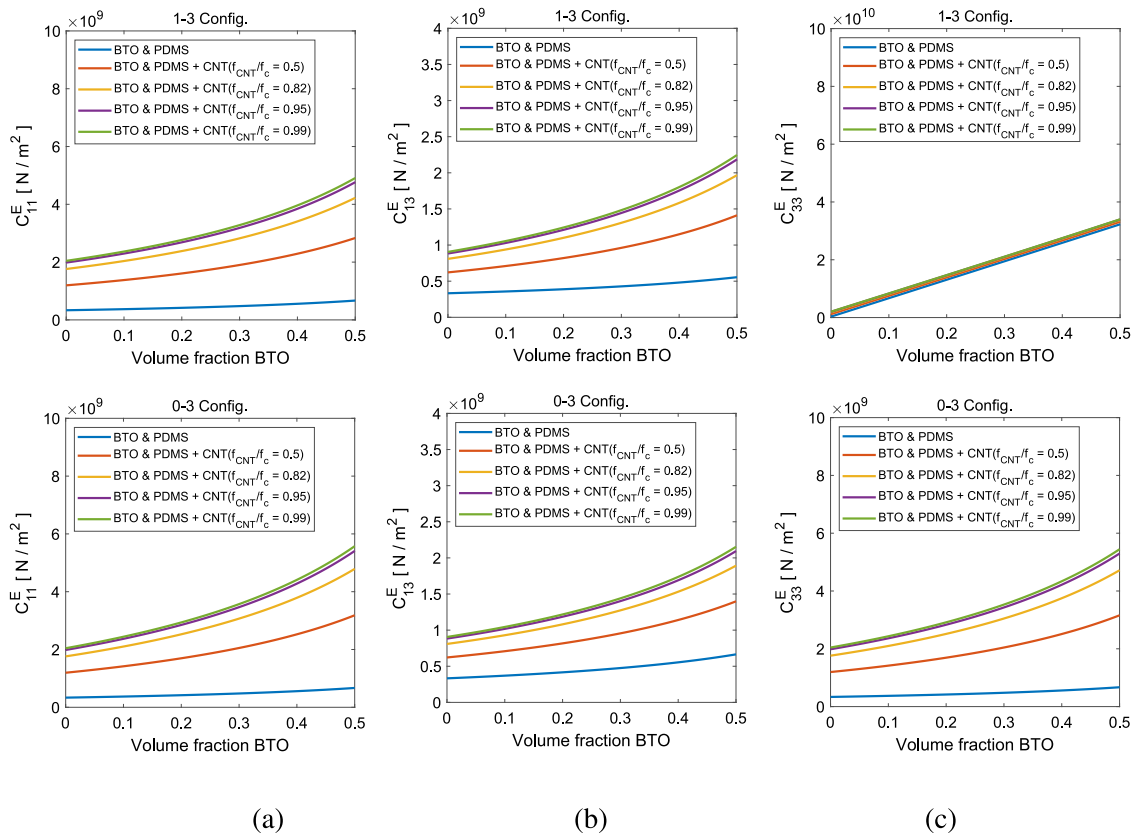 1-3 Config.
×10^9
10
8
6
4
2
0
C_11^E [ N / m^2 ]
BTO & PDMS
BTO & PDMS + CNT(f_CNT/f_c = 0.5)
BTO & PDMS + CNT(f_CNT/f_c = 0.82)
BTO & PDMS + CNT(f_CNT/f_c = 0.95)
BTO & PDMS + CNT(f_CNT/f_c = 0.99)
0 0.1 0.2 0.3 0.4 0.5
Volume fraction BTO
1-3 Config.
×10^9
4
3.5
3
2.5
2
1.5
1
0.5
0
C_13^E [ N / m^2 ]
BTO & PDMS
BTO & PDMS + CNT(f_CNT/f_c = 0.5)
BTO & PDMS + CNT(f_CNT/f_c = 0.82)
BTO & PDMS + CNT(f_CNT/f_c = 0.95)
BTO & PDMS + CNT(f_CNT/f_c = 0.99)
0 0.1 0.2 0.3 0.4 0.5
Volume fraction BTO
1-3 Config.
×10^10
10
8
6
4
2
0
C_33^E [ N / m^2 ]
BTO & PDMS
BTO & PDMS + CNT(f_CNT/f_c = 0.5)
BTO & PDMS + CNT(f_CNT/f_c = 0.82)
BTO & PDMS + CNT(f_CNT/f_c = 0.95)
BTO & PDMS + CNT(f_CNT/f_c = 0.99)
0 0.1 0.2 0.3 0.4 0.5
Volume fraction BTO
0-3 Config.
×10^9
10
8
6
4
2
0
C_11^E [ N / m^2 ]
BTO & PDMS
BTO & PDMS + CNT(f_CNT/f_c = 0.5)
BTO & PDMS + CNT(f_CNT/f_c = 0.82)
BTO & PDMS + CNT(f_CNT/f_c = 0.95)
BTO & PDMS + CNT(f_CNT/f_c = 0.99)
0 0.1 0.2 0.3 0.4 0.5
Volume fraction BTO
0-3 Config.
×10^9
4
3.5
3
2.5
2
1.5
1
0.5
0
C_13^E [ N / m^2 ]
BTO & PDMS
BTO & PDMS + CNT(f_CNT/f_c = 0.5)
BTO & PDMS + CNT(f_CNT/f_c = 0.82)
BTO & PDMS + CNT(f_CNT/f_c = 0.95)
BTO & PDMS + CNT(f_CNT/f_c = 0.99)
0 0.1 0.2 0.3 0.4 0.5
Volume fraction BTO
0-3 Config.
×10^9
10
8
6
4
2
0
C_33^E [ N / m^2 ]
BTO & PDMS
BTO & PDMS + CNT(f_CNT/f_c = 0.5)
BTO & PDMS + CNT(f_CNT/f_c = 0.82)
BTO & PDMS + CNT(f_CNT/f_c = 0.95)
BTO & PDMS + CNT(f_CNT/f_c = 0.99)
0 0.1 0.2 0.3 0.4 0.5
Volume fraction BTO
(a) (b) (c)